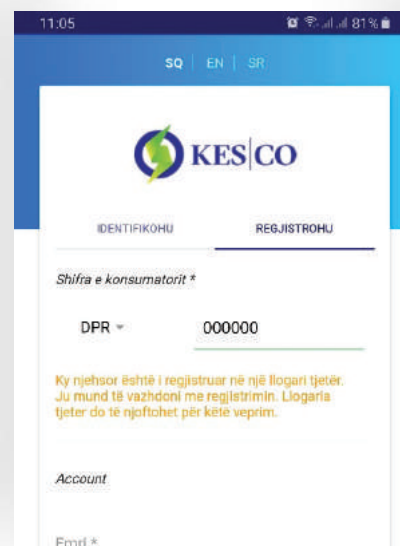 11:05 81%
SQ | EN | SR
KES|CO
IDENTIFIKOHU REGJISTROHU
Shifra e konsumatorit *
DPR 000000
Ky njehsor është i regjistruar në një llogari tjetër.
Ju mund të vazhdoni me regjistrimin. Llogaria
tjeter do të njoftohet për këtë veprim.
Account
Emri *